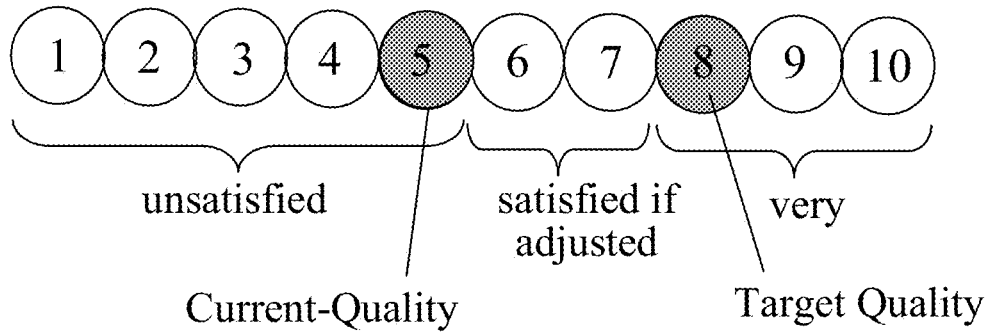 1 2 3 4 5 6 7 8 9 10
unsatisfied
satisfied if
adjusted
very
Current-Quality
Target Quality